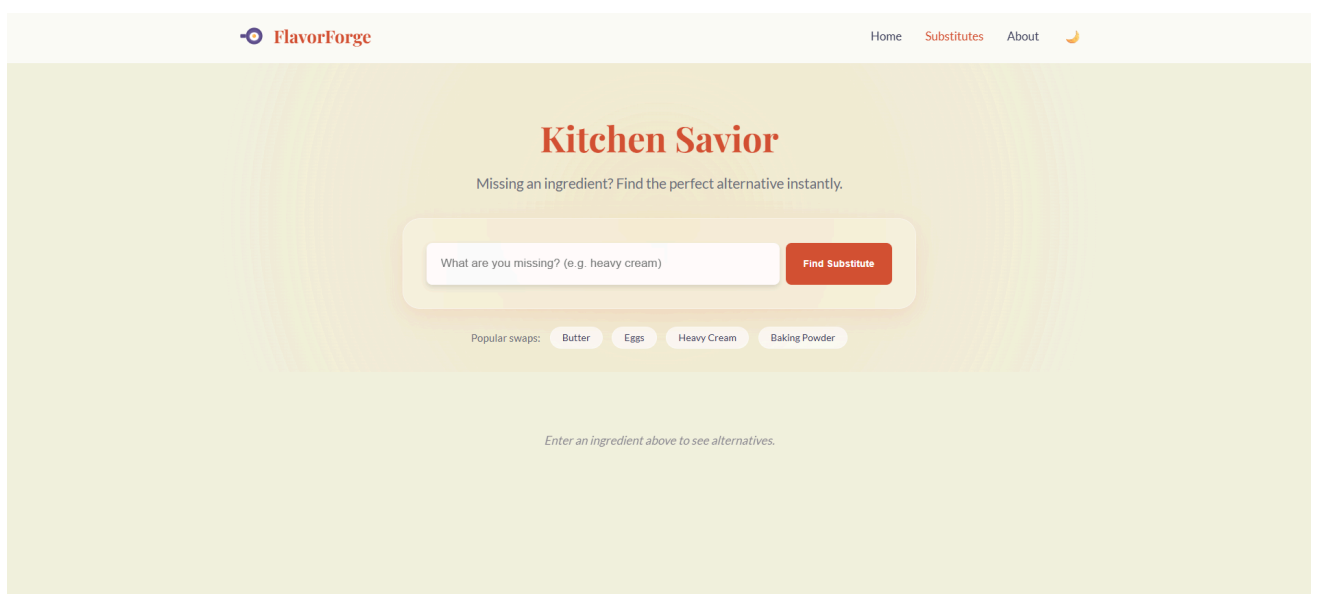 FlavorForge
Home Substitutes About
Kitchen Savior
Missing an ingredient? Find the perfect alternative instantly.
What are you missing? (e.g. heavy cream)
Find Substitute
Popular swaps: Butter Eggs Heavy Cream Baking Powder
Enter an ingredient above to see alternatives.